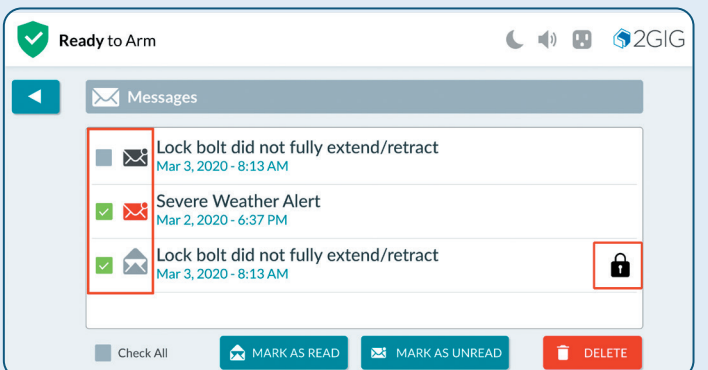 Ready to Arm
2GIG
Messages
Lock bolt did not fully extend/retract
Mar 3, 2020 - 8:13 AM
Severe Weather Alert
Mar 2, 2020 - 6:37 PM
Lock bolt did not fully extend/retract
Mar 3, 2020 - 8:13 AM
Check All
MARK AS READ
MARK AS UNREAD
DELETE